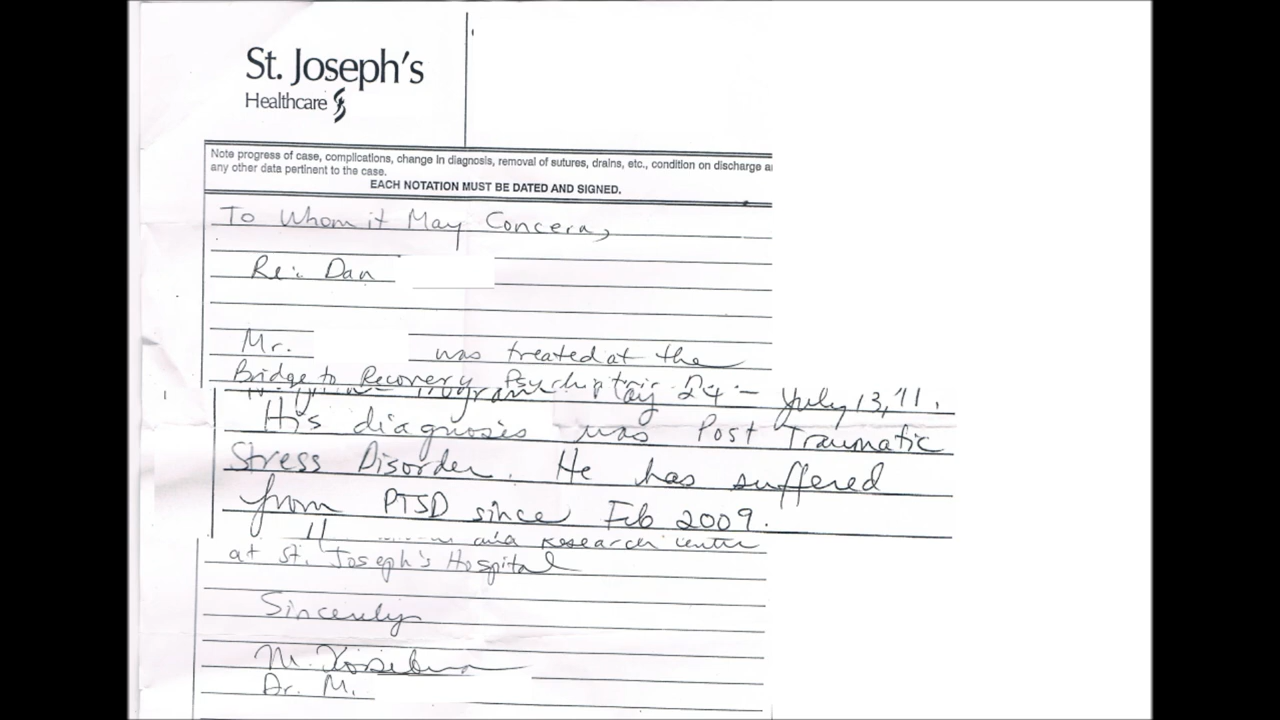 St. Joseph's
Healthcare
Note progress of case, complications, change in diagnosis, removal of sutures, drains, etc., condition on discharge a
any other data pertinent to the case.
EACH NOTATION MUST BE DATED AND SIGNED.
To Whom it May Concern,
Re: Dan
Mr. was treated at the
Bridge to Recovery Psychiatric 24 - July 13, 11.
His diagnosis was Post Traumatic
Stress Disorder. He has suffered
from PTSD since Feb 2009.
and Research Centre
at St. Joseph's Hospital
Sincerely
M.
Dr. M.